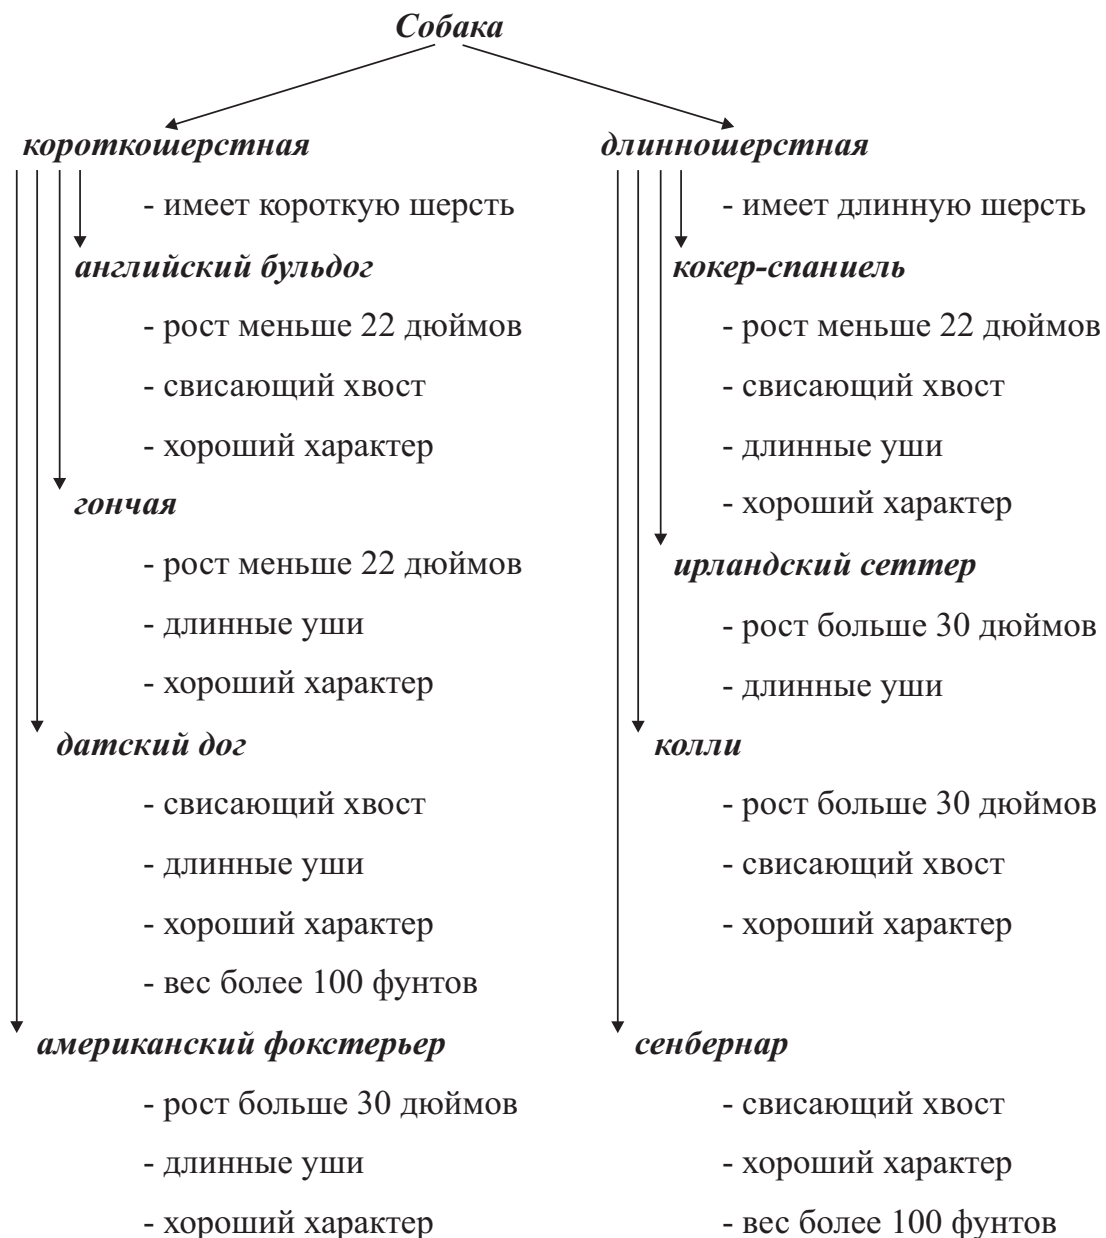 Собака
короткошерстная
- имеет короткую шерсть
английский бульдог
- рост меньше 22 дюймов
- свисающий хвост
- хороший характер
гончая
- рост меньше 22 дюймов
- длинные уши
- хороший характер
датский дог
- свисающий хвост
- длинные уши
- хороший характер
- вес более 100 фунтов
американский фокстерьер
- рост больше 30 дюймов
- длинные уши
- хороший характер
длинношерстная
- имеет длинную шерсть
кокер-спаниель
- рост меньше 22 дюймов
- свисающий хвост
- длинные уши
- хороший характер
ирландский сеттер
- рост больше 30 дюймов
- длинные уши
колли
- рост больше 30 дюймов
- свисающий хвост
- хороший характер
сенбернар
- свисающий хвост
- хороший характер
- вес более 100 фунтов